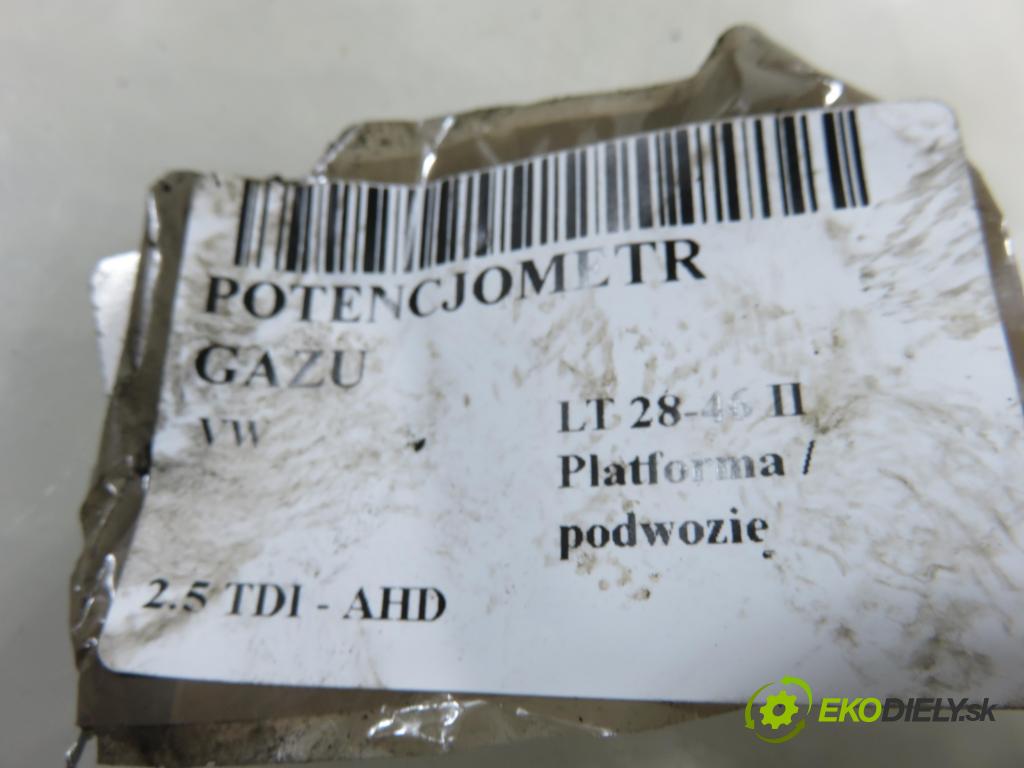 POTENCJOMETR
GAZU
VW
LT 28-46 II
Platforma /
podwozie
2.5 TDI - AHD
EKODIELY.sk